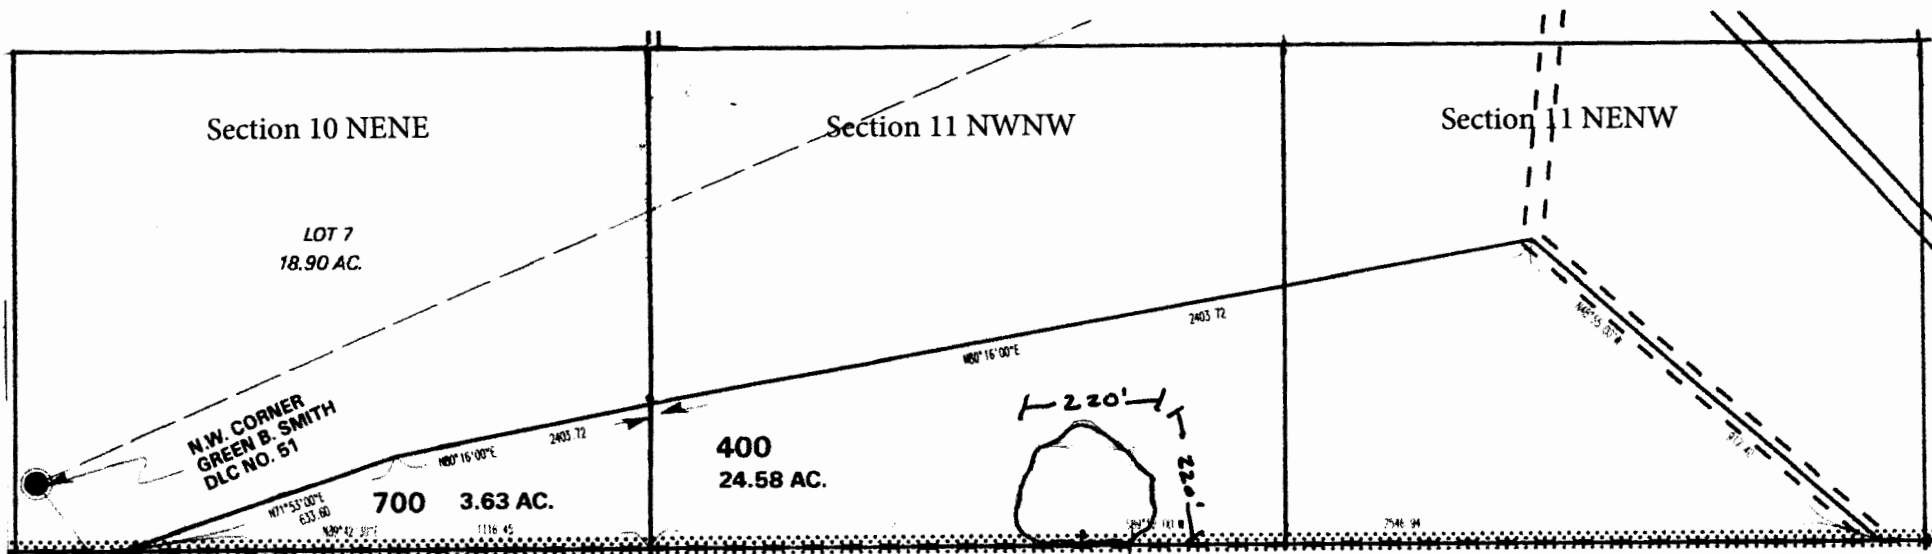 Section 10 NENE
Section 11 NWNW
Section 11 NENW
LOT 7
18.90 AC.
N.W. CORNER
GREEN B. SMITH
DLC NO. 51
N71°53'00"E
633.60
N80°16'00"E
2403.72
700 3.63 AC.
1116.45
400
24.58 AC.
N80°16'00"E
2403.72
220'
220'
2546.94